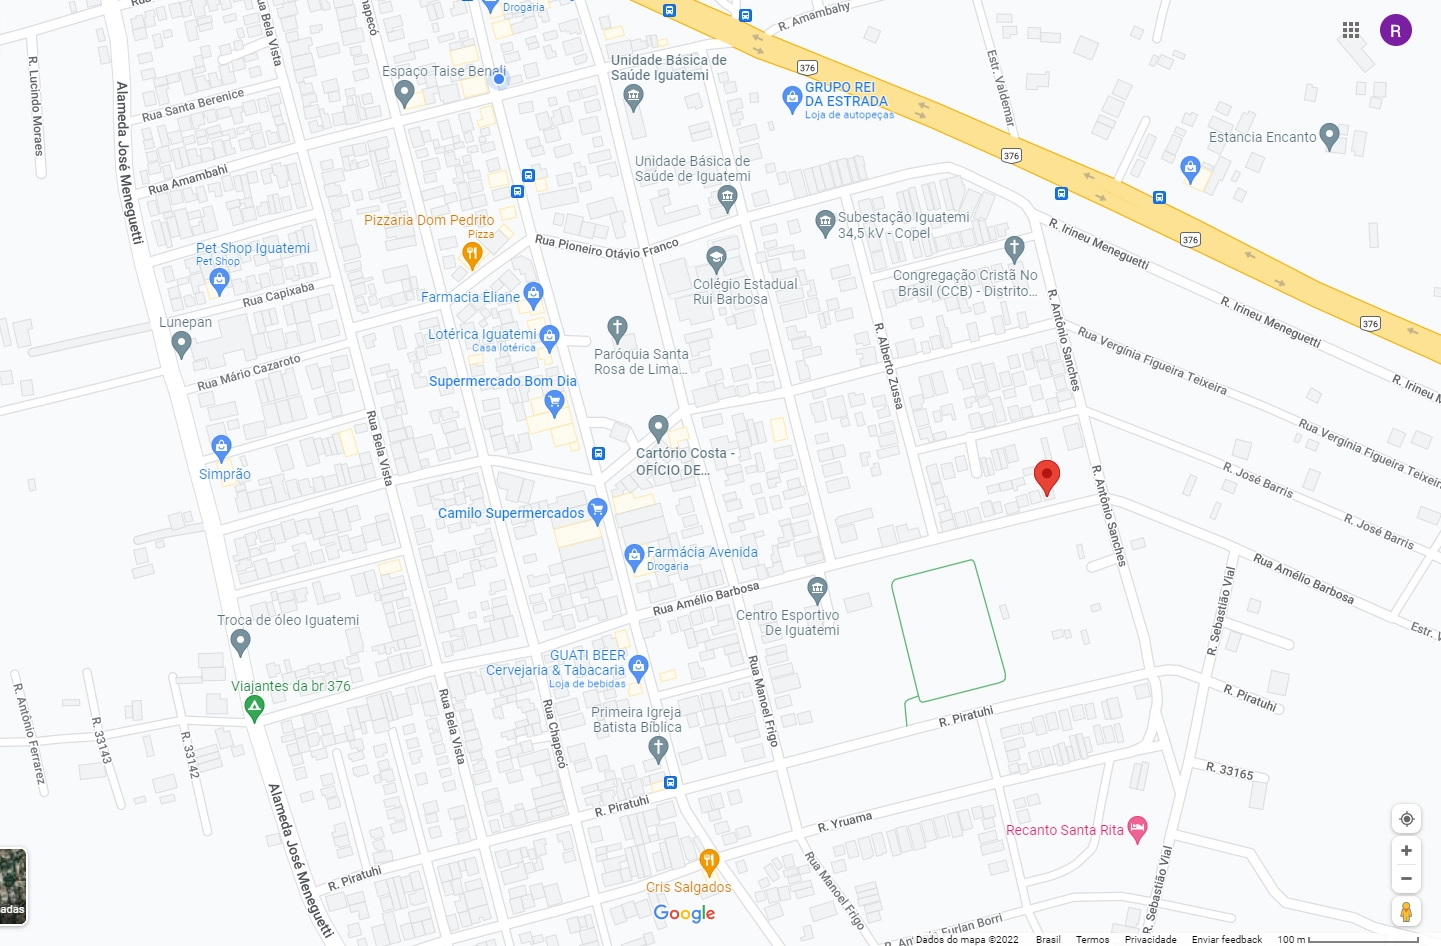 Drogaria
R. Amambahy
R. Lucindo Moraes
Rua Bela Vista
Espaço Taise Benali
Unidade Básica de
Saúde Iguatemi
376
GRUPO REI
DA ESTRADA
Loja de autopeças
Estr. Valdemar
R
Rua Santa Berenice
Alameda José Meneguetti
Estancia Encanto
376
Rua Amambahi
Unidade Básica de
Saúde de Iguatemi
Pizzaria Dom Pedrito
Pizza
Subestação Iguatemi
34,5 kV - Copel
Rua Pioneiro Otávio Franco
R. Irineu Meneguetti
376
Pet Shop Iguatemi
Pet Shop
Colégio Estadual
Rui Barbosa
Congregação Cristã No
Brasil (CCB) - Distrito...
Rua Capixaba
Farmacia Eliane
R. Antônio Sanches
R. Irineu Meneguetti
376
Lunepan
Lotérica Iguatemi
Casa lotérica
R. Alberto Zussa
Paróquia Santa
Rosa de Lima...
Rua Vergínia Figueira Teixeira
Rua Mário Cazaroto
Supermercado Bom Dia
R. Irineu M
Rua Bela Vista
Cartório Costa -
OFÍCIO DE...
Rua Vergínia Figueira Teixeir
Simprão
R. Antônio Sanches
R. José Barris
Camilo Supermercados
R. José Barris
Farmácia Avenida
Drogaria
Rua Amélio Barbosa
Rua Amélio Barbosa
Centro Esportivo
De Iguatemi
R. Sebastião Vial
Troca de óleo Iguatemi
Estr. V
GUATI BEER
Cervejaria & Tabacaria
Loja de bebidas
Viajantes da br 376
Rua Manoel Frigo
R. Antônio Ferrarez
R. 33143
R. 33142
Rua Bela Vista
Rua Chapecó
Primeira Igreja
Batista Bíblica
R. Piratuhi
R. Piratuhi
R. 33165
R. Piratuhi
Alameda José Meneguetti
R. Yruama
Recanto Santa Rita
R. Piratuhi
Rua Manoel Frigo
Cris Salgados
R. Sebastião Vial
adas
Google
Furlan Borri
Dados do mapa ©2022 Brasil Termos Privacidade Enviar feedback 100 m